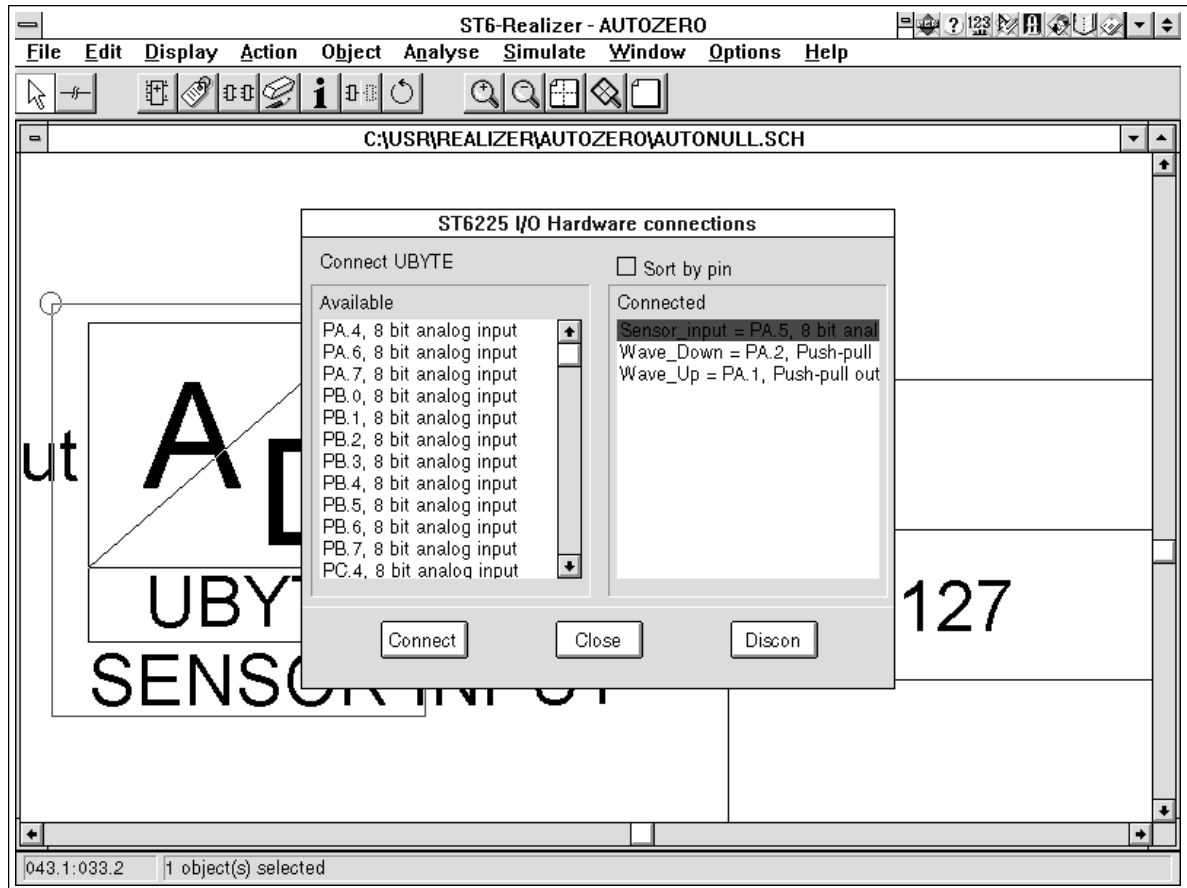 ST6-Realizer - AUTOZERO
File Edit Display Action Object Analyse Simulate Window Options Help
C:\USR\REALIZER\AUTOZERO\AUTONULL.SCH
ST6225 I/O Hardware connections
Connect UBYTE
Sort by pin
Available
PA.4, 8 bit analog input
PA.6, 8 bit analog input
PA.7, 8 bit analog input
PB.0, 8 bit analog input
PB.1, 8 bit analog input
PB.2, 8 bit analog input
PB.3, 8 bit analog input
PB.4, 8 bit analog input
PB.5, 8 bit analog input
PB.6, 8 bit analog input
PB.7, 8 bit analog input
PC.4, 8 bit analog input
Connected
Sensor_input = PA.5, 8 bit anal
Wave_Down = PA.2, Push-pull
Wave_Up = PA.1, Push-pull out
Connect Close Discon
ut
A D
UBYT
127
SENSOR INPUT
043.1:033.2 1 object(s) selected